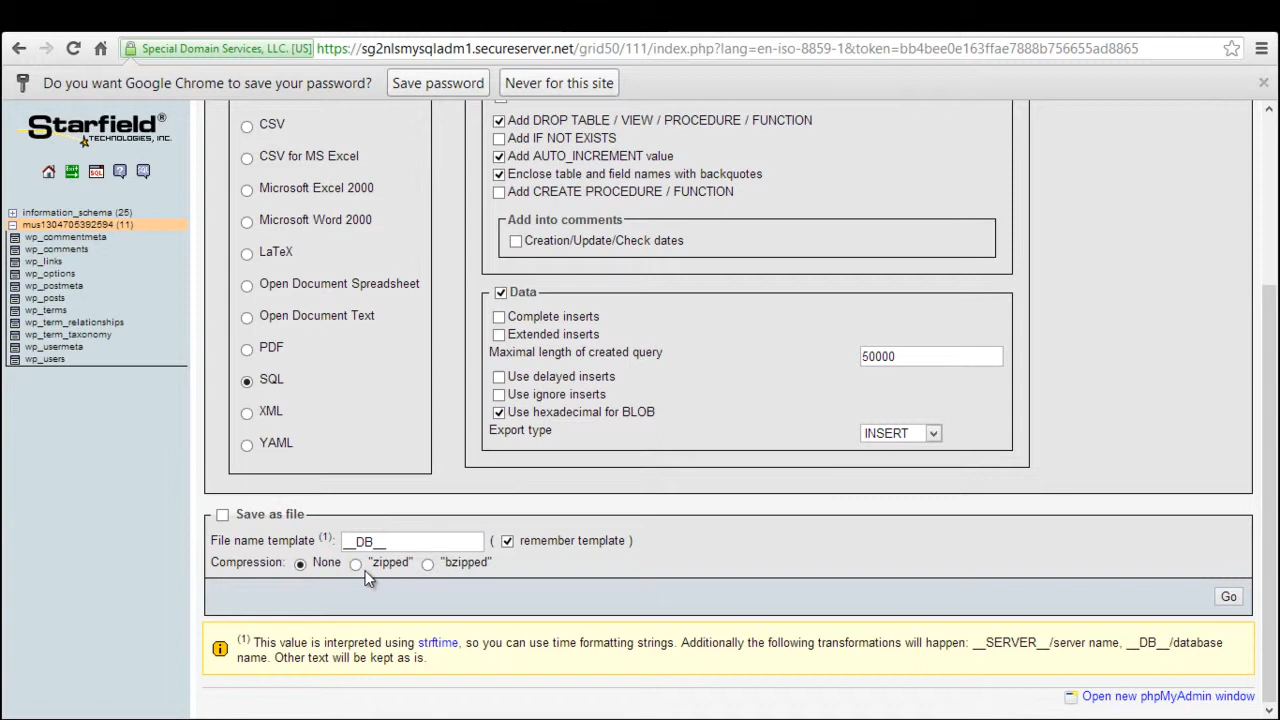 Special Domain Services, LLC. [US] https://sg2nlsmysqladm1.secureserver.net/grid50/111/index.php?lang=en-iso-8859-1&token=bb4bee0e163ffae7888b756655ad8865
Do you want Google Chrome to save your password? Save password Never for this site
Starfield®
TECHNOLOGIES, INC.
SQL
information_schema (25)
mus1304705392594 (11)
wp_commentmeta
wp_comments
wp_links
wp_options
wp_postmeta
wp_posts
wp_terms
wp_term_relationships
wp_term_taxonomy
wp_usermeta
wp_users
CSV
CSV for MS Excel
Microsoft Excel 2000
Microsoft Word 2000
LaTeX
Open Document Spreadsheet
Open Document Text
PDF
SQL
XML
YAML
Add DROP TABLE / VIEW / PROCEDURE / FUNCTION
Add IF NOT EXISTS
Add AUTO_INCREMENT value
Enclose table and field names with backquotes
Add CREATE PROCEDURE / FUNCTION
Add into comments
Creation/Update/Check dates
Data
Complete inserts
Extended inserts
Maximal length of created query 50000
Use delayed inserts
Use ignore inserts
Use hexadecimal for BLOB
Export type INSERT
Save as file
File name template (1): __DB__ ( remember template )
Compression: None "zipped" "bzipped"
Go
(1) This value is interpreted using strftime, so you can use time formatting strings. Additionally the following transformations will happen: __SERVER__/server name, __DB__/database
name. Other text will be kept as is.
Open new phpMyAdmin window